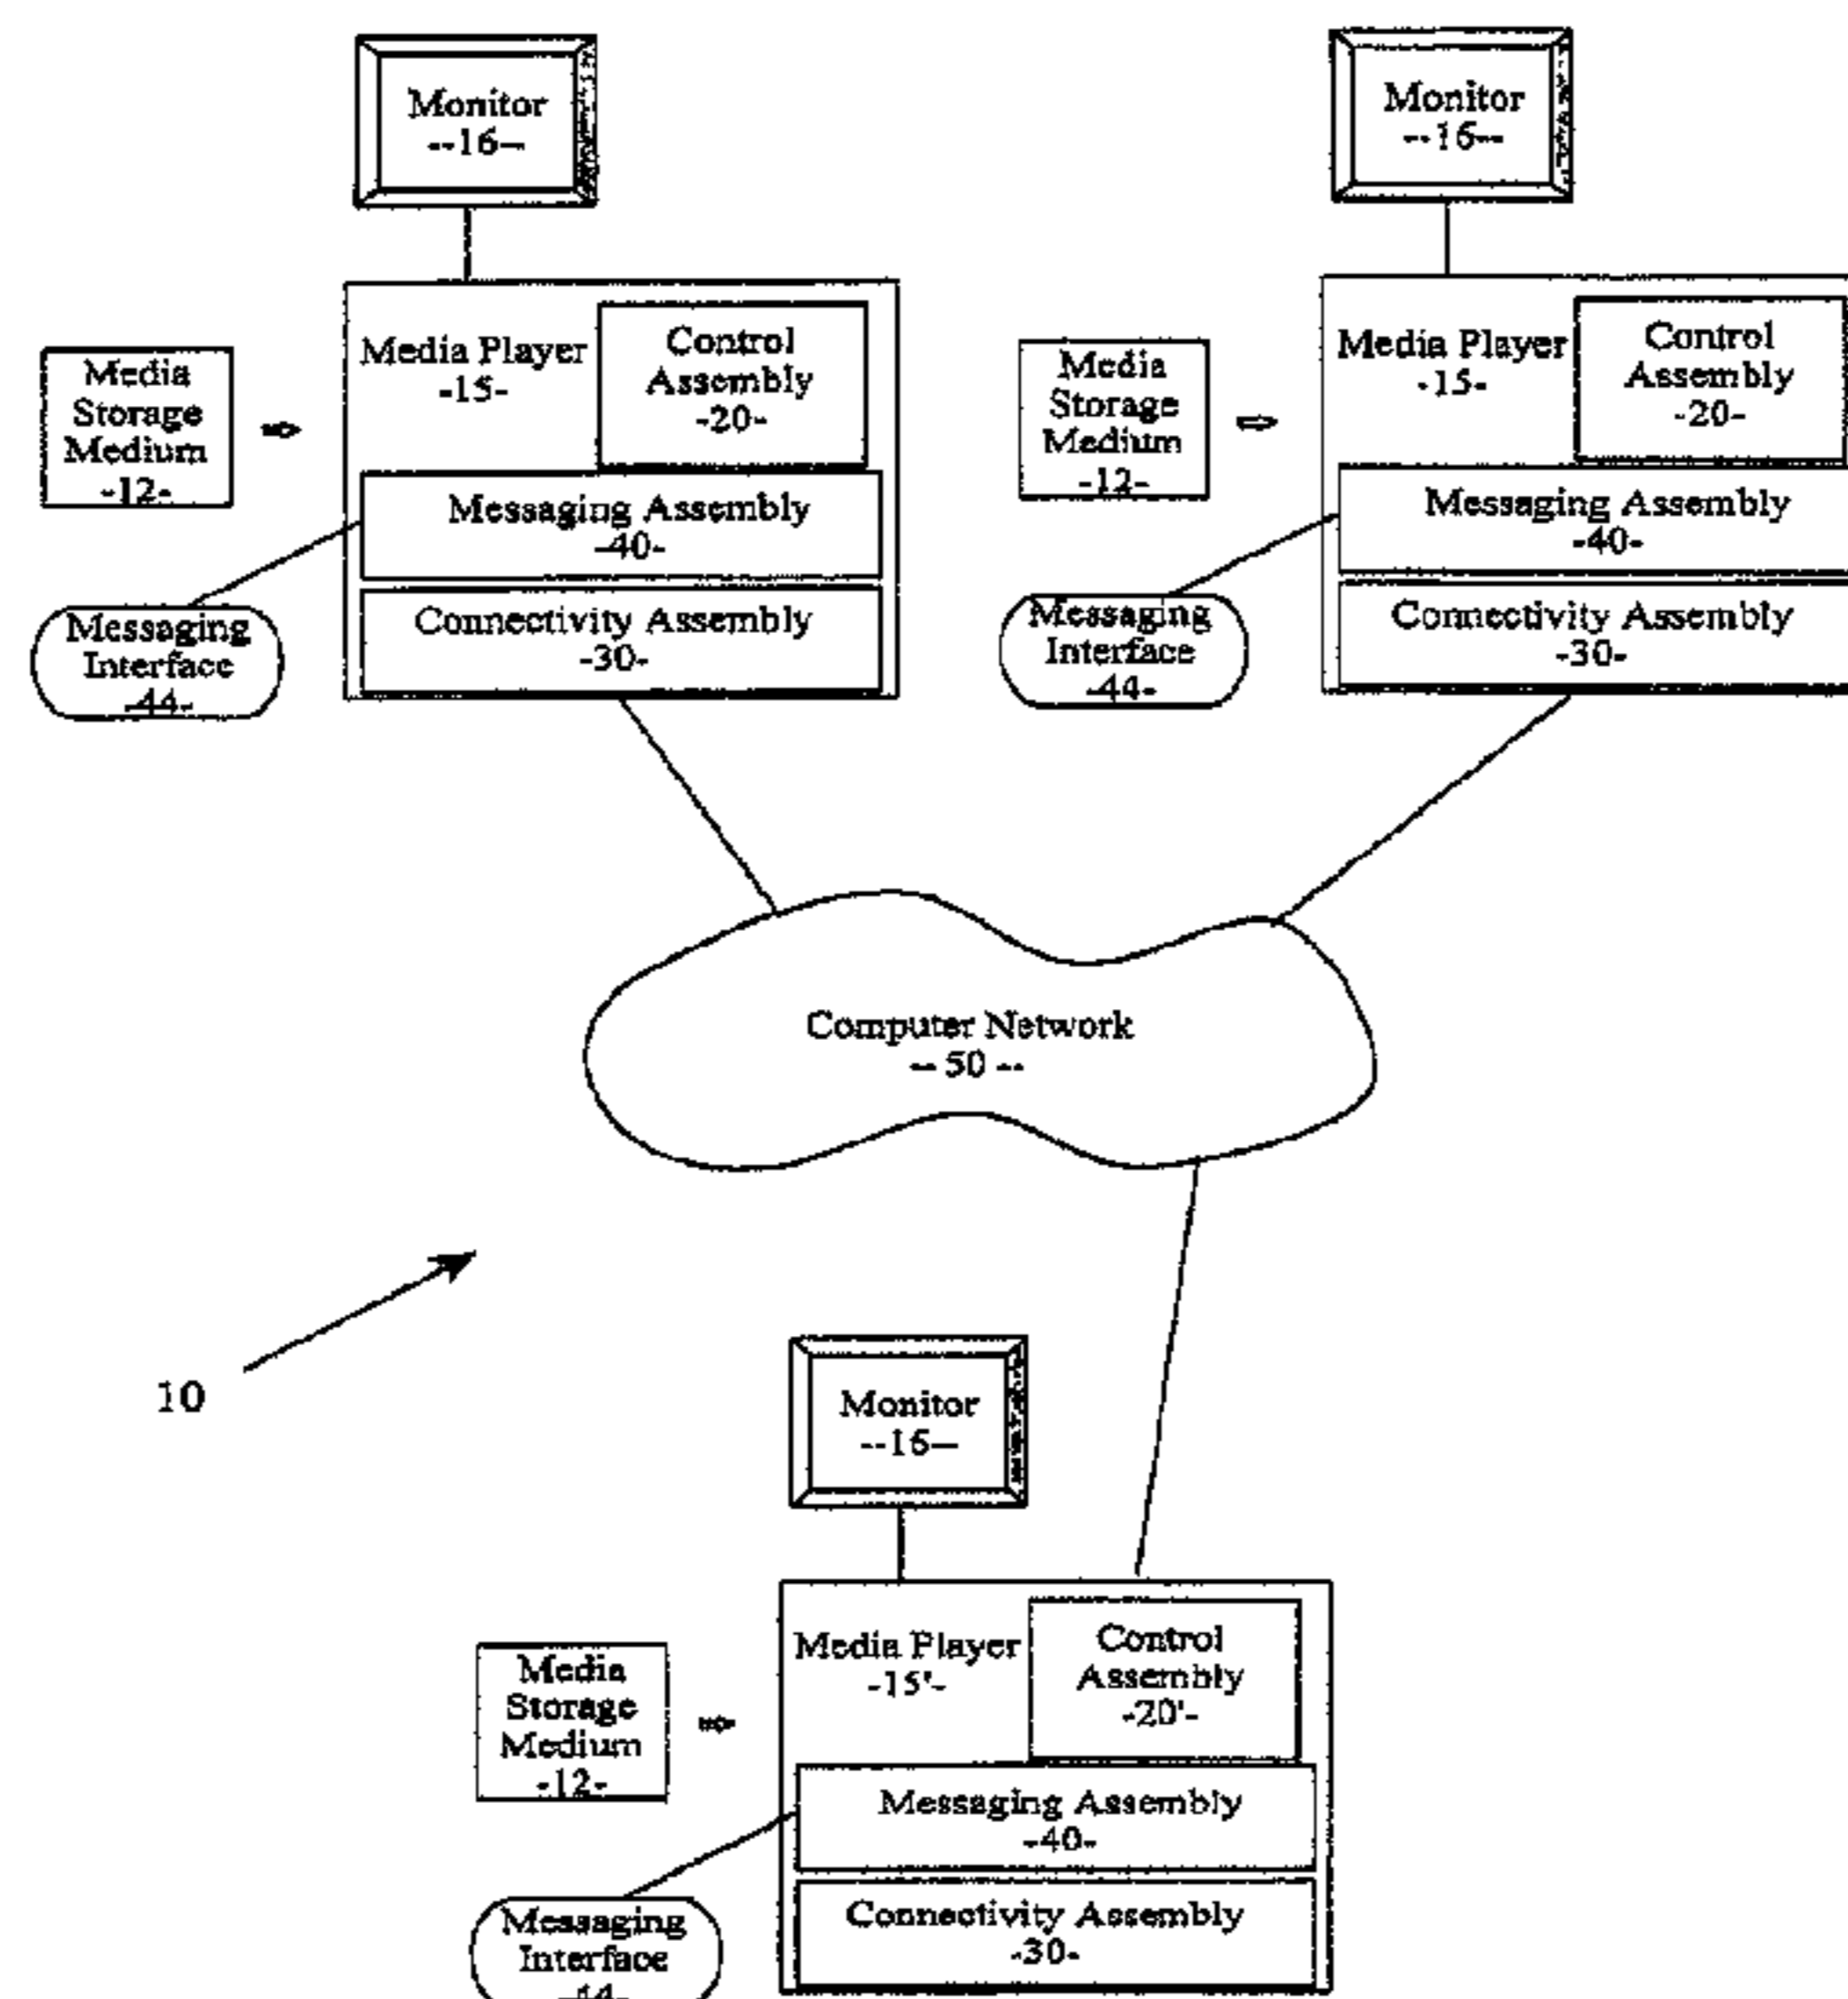 Monitor
--16--
Media Player
-15-
Control
Assembly
-20-
Media
Storage
Medium
-12-
Messaging Assembly
-40-
Messaging
Interface
-44-
Connectivity Assembly
-30-
Monitor
--16--
Media Player
-15-
Control
Assembly
-20-
Media
Storage
Medium
-12-
Messaging Assembly
-40-
Messaging
Interface
-44-
Connectivity Assembly
-30-
Computer Network
-- 50 --
10
Monitor
--16--
Media Player
-15'-
Control
Assembly
-20'-
Media
Storage
Medium
-12-
Messaging Assembly
-40-
Messaging
Interface
-44-
Connectivity Assembly
-30-